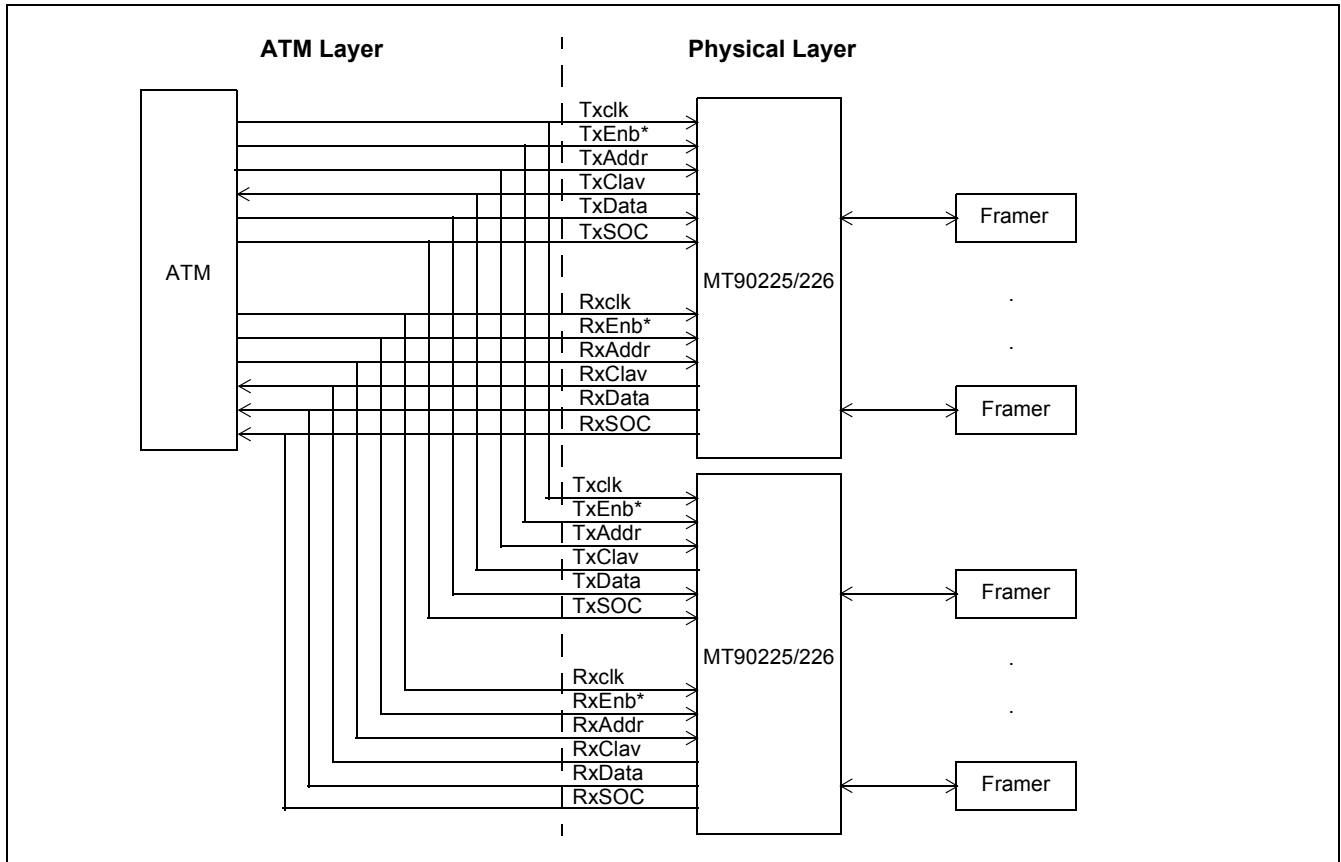 ATM Layer
Physical Layer
ATM
Txclk
TxEnb*
TxAddr
TxClav
TxData
TxSOC
Rxclk
RxEnb*
RxAddr
RxClav
RxData
RxSOC
MT90225/226
Framer
.
.
Framer
Txclk
TxEnb*
TxAddr
TxClav
TxData
TxSOC
Rxclk
RxEnb*
RxAddr
RxClav
RxData
RxSOC
MT90225/226
Framer
.
.
Framer